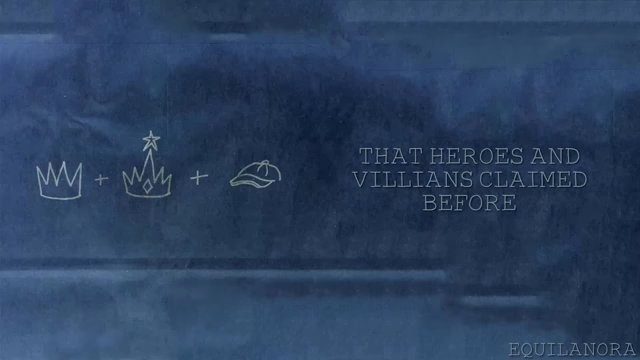 THAT HEROES AND
VILLIANS CLAIMED
BEFORE
EQUILANORA